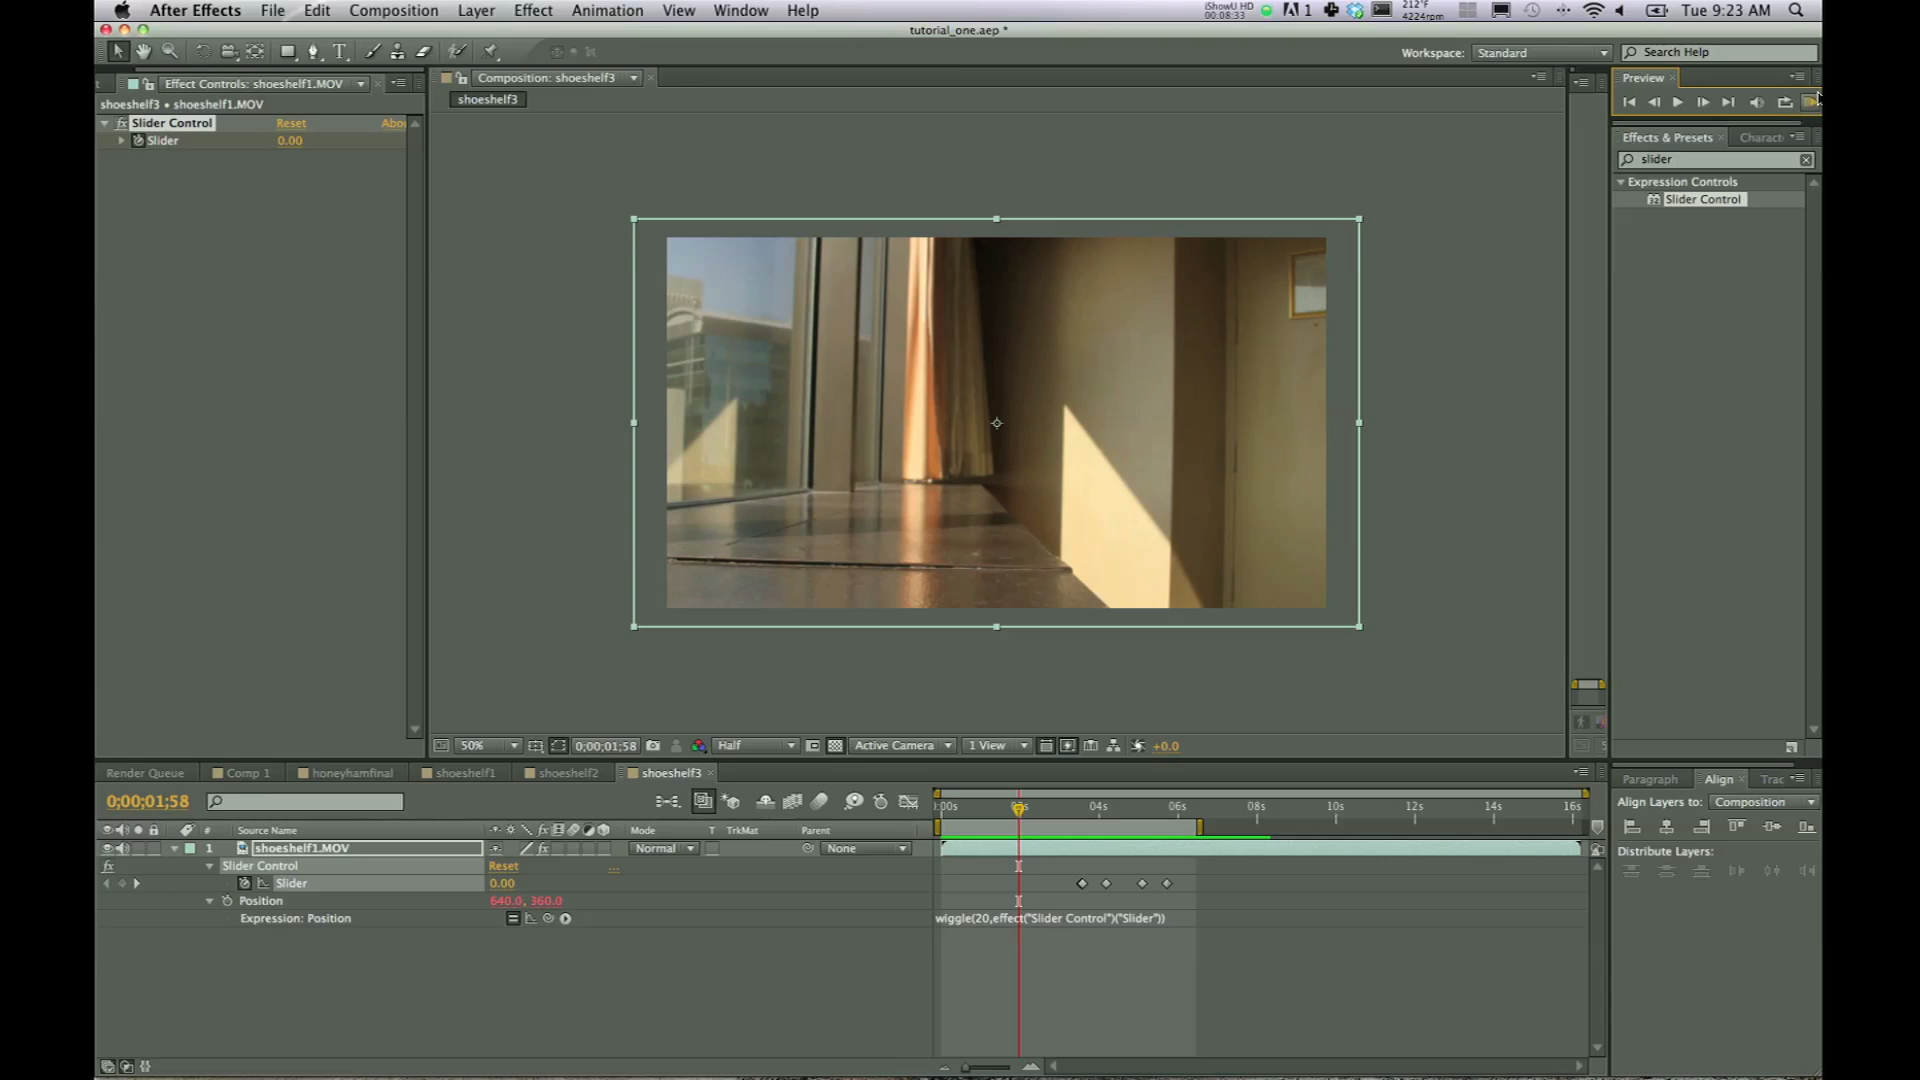 After Effects File Edit Composition Layer Effect Animation View Window Help iShowU HD 00:08:33 1 212°F 4224rpm Tue 9:23 AM
tutorial_one.aep *
Workspace: Standard Search Help
Effect Controls: shoeshelf1.MOV Composition: shoeshelf3 Preview
shoeshelf3 • shoeshelf1.MOV shoeshelf3
Slider Control Reset Abo
Slider 0.00
Effects & Presets Charact
slider
Expression Controls
Slider Control
50% 0;00;01;58 Half Active Camera 1 View +0.0
Render Queue Comp 1 honeyhamfinal shoeshelf1 shoeshelf2 shoeshelf3
Paragraph Align Trac
0;00;01;58 04s 06s 08s 10s 12s 14s 16s
Align Layers to: Composition
# Source Name Mode T TrkMat Parent
1 shoeshelf1.MOV Normal None
Distribute Layers:
Slider Control Reset ...
Slider 0.00
Position 640.0, 360.0
Expression: Position wiggle(20,effect("Slider Control")("Slider"))